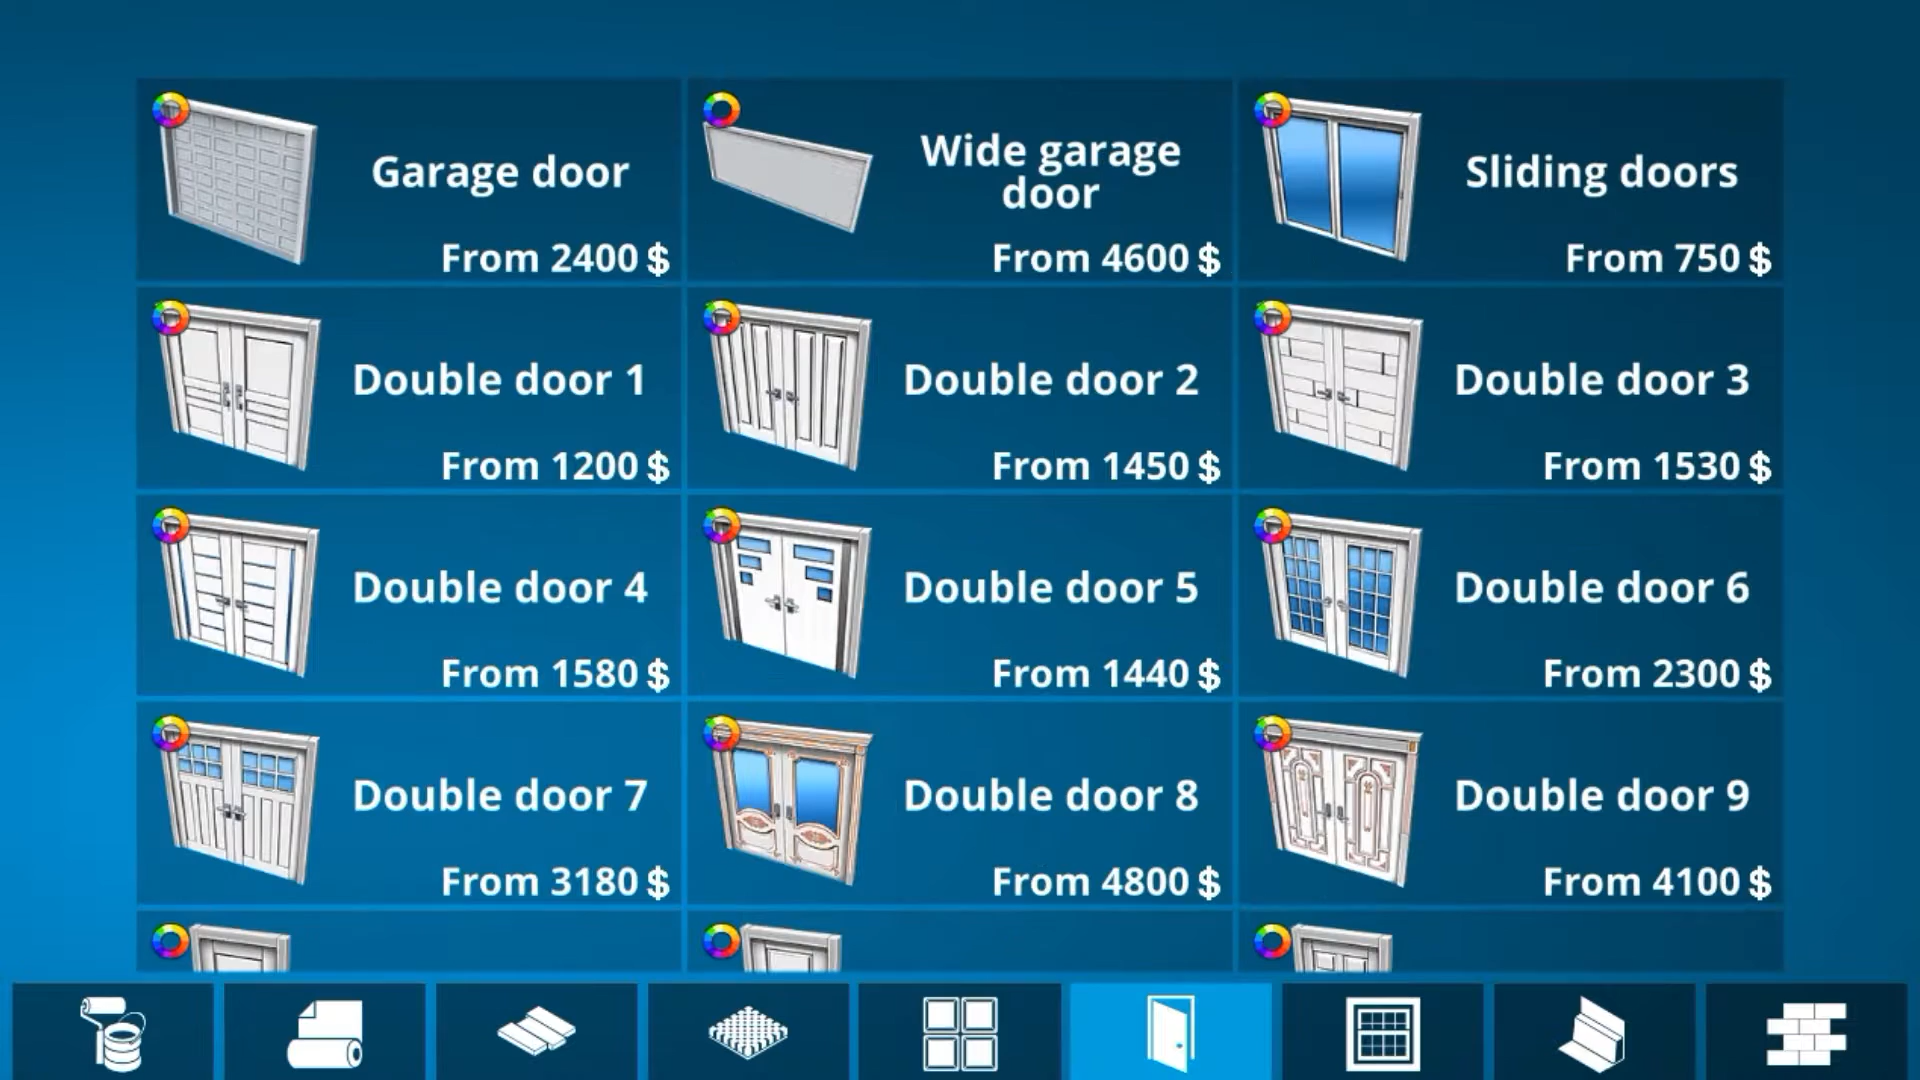 Garage door
From 2400 $
Wide garage
door
From 4600 $
Sliding doors
From 750 $
Double door 1
From 1200 $
Double door 2
From 1450 $
Double door 3
From 1530 $
Double door 4
From 1580 $
Double door 5
From 1440 $
Double door 6
From 2300 $
Double door 7
From 3180 $
Double door 8
From 4800 $
Double door 9
From 4100 $